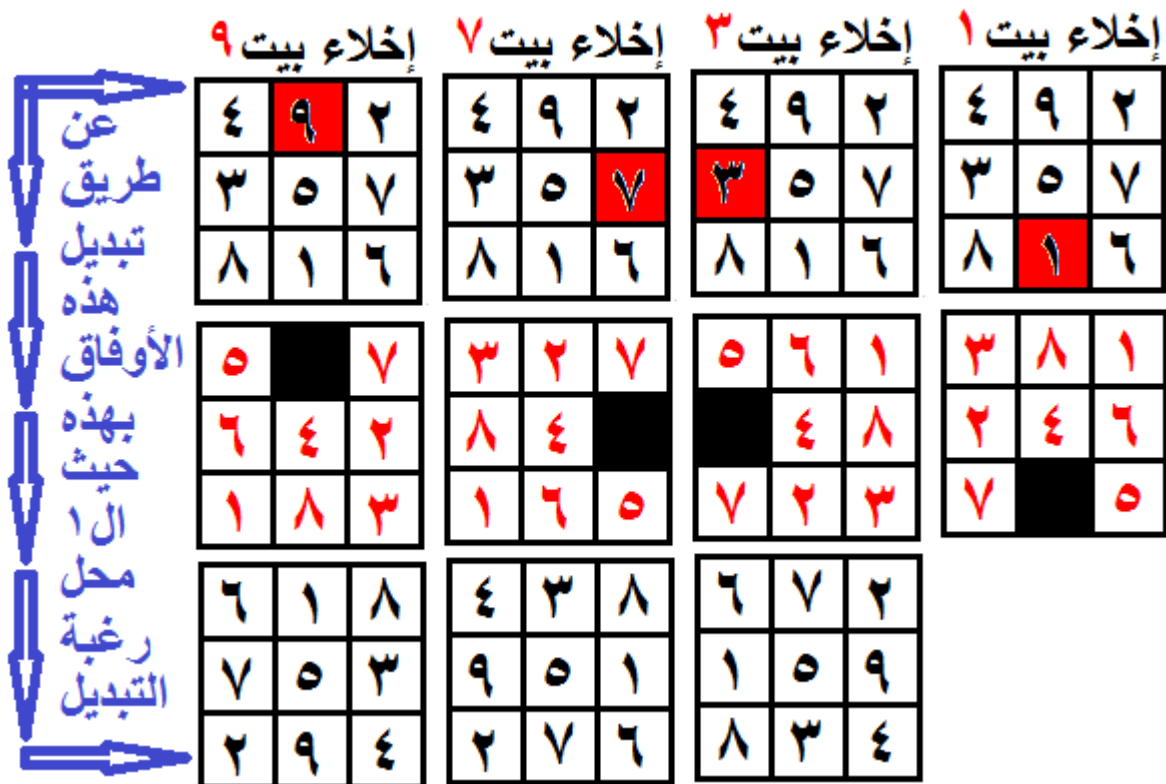 إخلاء بيت ١
٢ ٩ ٤
٧ ٥ ٣
٦ ١ ٨
١ ٨ ٣
٦ ٤ ٢
٥ ٧
إخلاء بيت ٣
٢ ٩ ٤
٧ ٥ ٣
٦ ١ ٨
١ ٦ ٥
٨ ٤
٣ ٢ ٧
٢ ٧ ٦
٩ ٥ ١
٤ ٣ ٨
إخلاء بيت ٧
٢ ٩ ٤
٧ ٥ ٣
٦ ١ ٨
٧ ٢ ٣
٤ ٨
٥ ٦ ١
٨ ٣ ٤
١ ٥ ٩
٦ ٧ ٢
إخلاء بيت ٩
٢ ٩ ٤
٧ ٥ ٣
٦ ١ ٨
٧ ٥
٢ ٤ ٦
٣ ٨ ١
٨ ١ ٦
٣ ٥ ٧
٤ ٩ ٢
عن
طريق
تبديل
هذه
الأوفاق
بهذه
حيث
ال١
محل
رغبة
التبديل